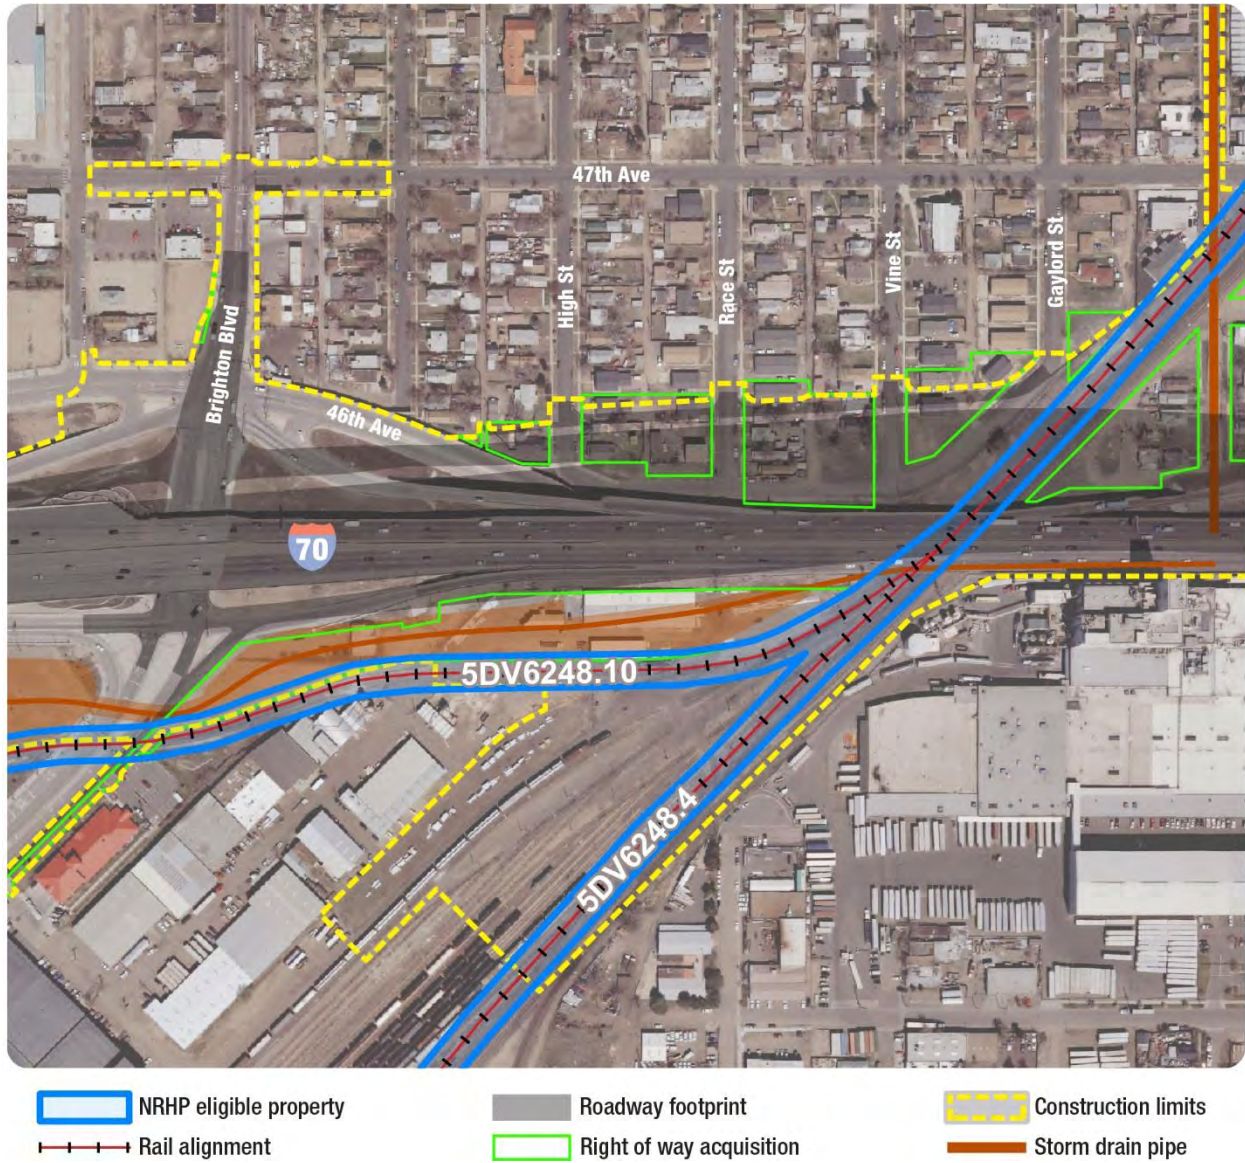 47th Ave
High St
Race St
Vine St
Gaylord St
Brighton Blvd
46th Ave
70
5DV6248.10
5DV6248.4
NRHP eligible property
Roadway footprint
Construction limits
Rail alignment
Right of way acquisition
Storm drain pipe